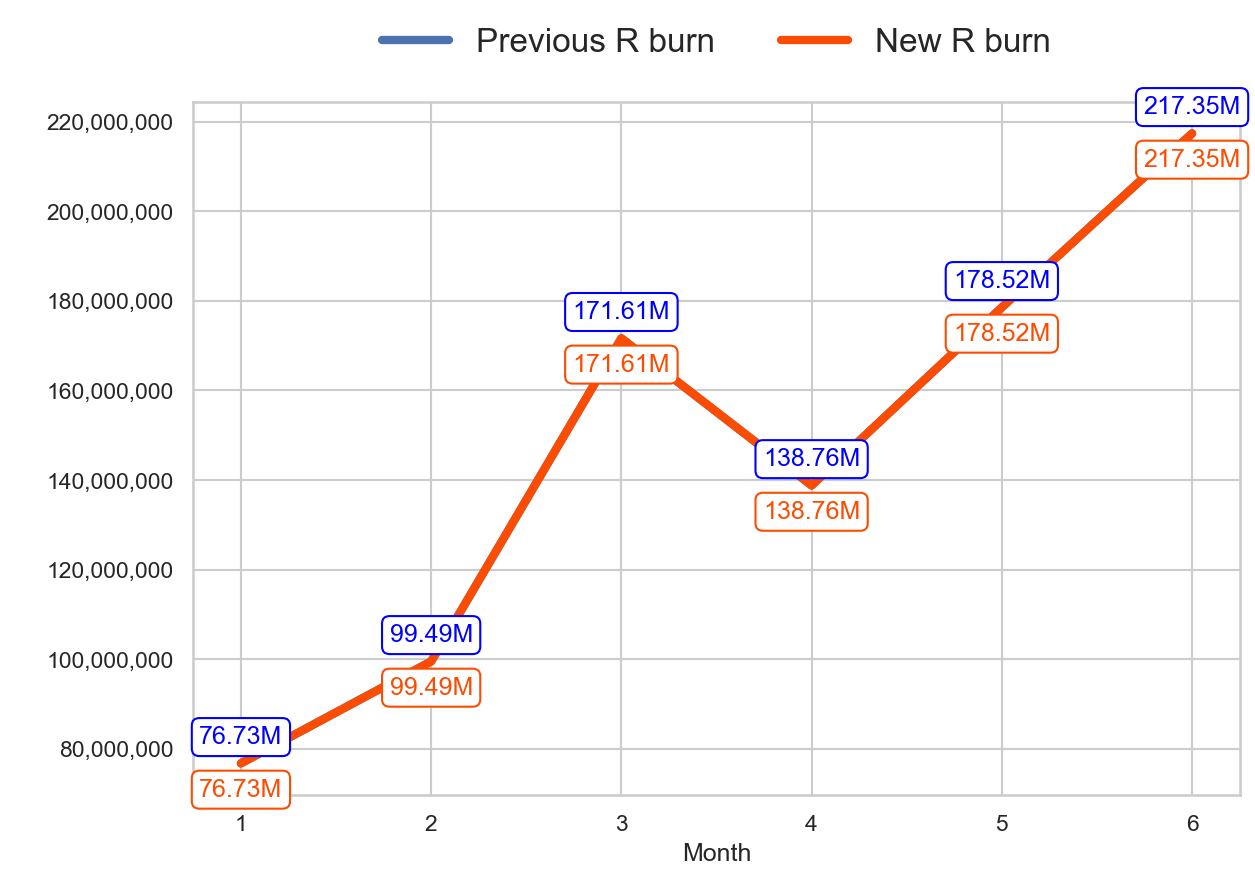 Previous R burn New R burn
220,000,000
200,000,000
180,000,000
160,000,000
140,000,000
120,000,000
100,000,000
80,000,000
217.35M
217.35M
178.52M
178.52M
171.61M
171.61M
138.76M
138.76M
99.49M
99.49M
76.73M
76.73M
1 2 3 4 5 6
Month